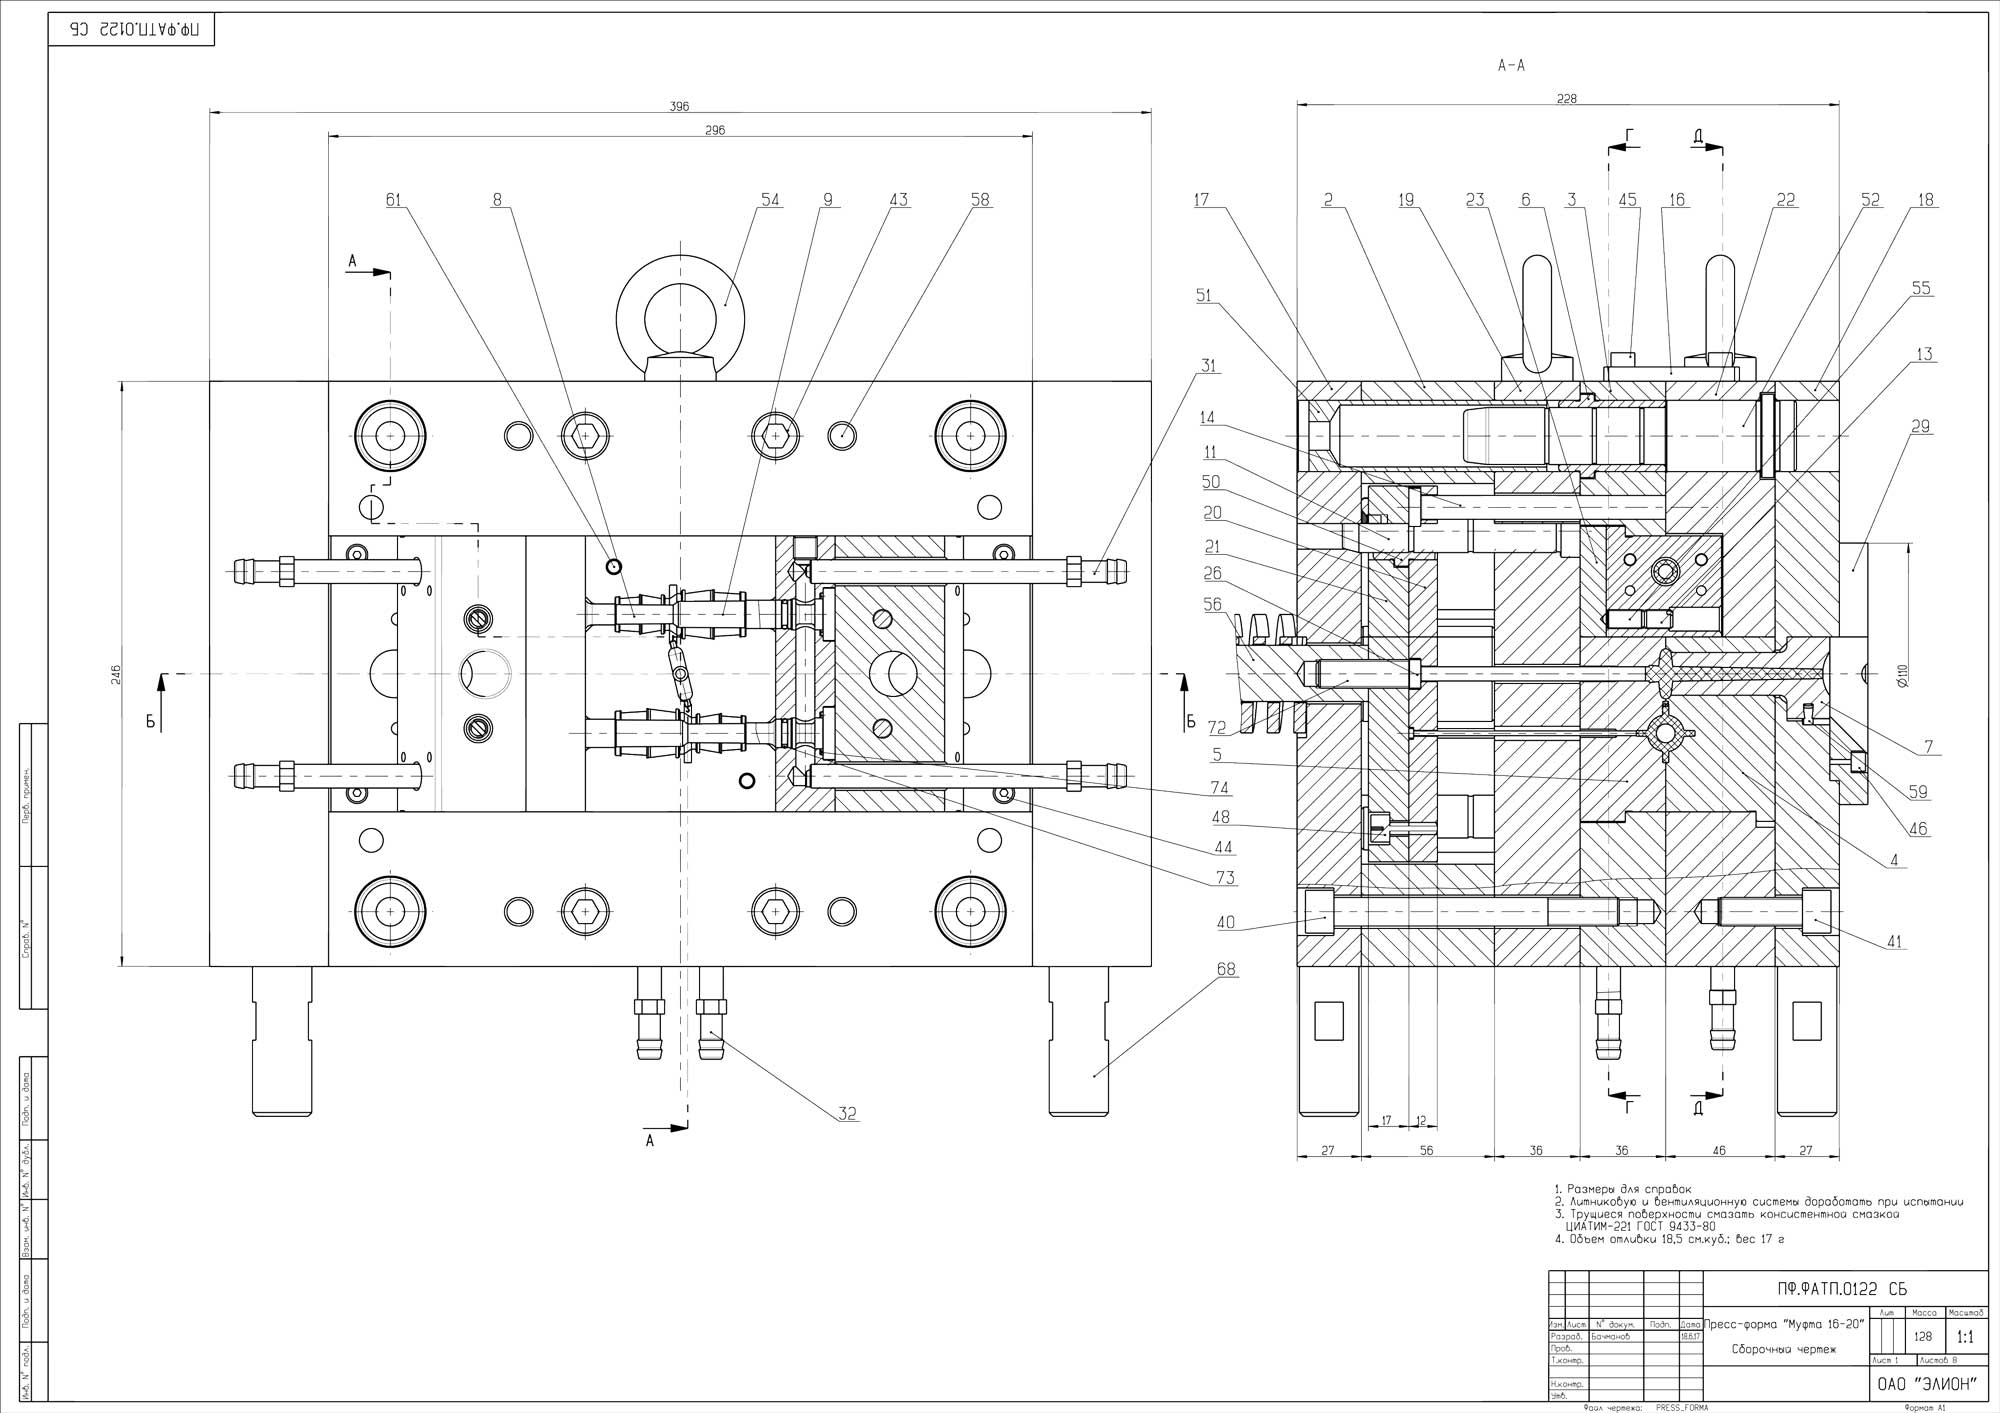 ПФ.ФАТП.0122 СБ
А-А
396
228
296
Г Д
61 8 54 9 43 58 17 2 19 23 6 3 45 16 22 52 18
А
51 55
31 13
14 29
11
50
20
21
26
56
246
Б Б
⌀110
72 7
5
74 59
48 46
44 4
73
40 41
68
32
А
Г Д
17 12
27 56 36 36 46 27
1. Размеры для справок
2. Литниковую и вентиляционную системы доработать при испытании
3. Трущиеся поверхности смазать консистентной смазкой
ЦИАТИМ-221 ГОСТ 9433-80
4. Объем отливки 18,5 см.куб.; вес 17 г
Перв. примен.
Справ. N°
Подп. и дата
Инв. N° дубл.
Взам. инв. N°
Подп. и дата
Инв. N° подл.
ПФ.ФАТП.0122 СБ
Лит Масса Масштаб
Изм. Лист N° докум. Подп. Дата
Пресс-форма "Муфта 16-20"
Разраб. Бачманов 18.6.17
128 1:1
Пров.
Сборочный чертеж
Т.контр.
Лист 1 Листов 8
Н.контр.
ОАО "ЭЛИОН"
Утв.
Файл чертежа: PRESS_FORMA Формат А1